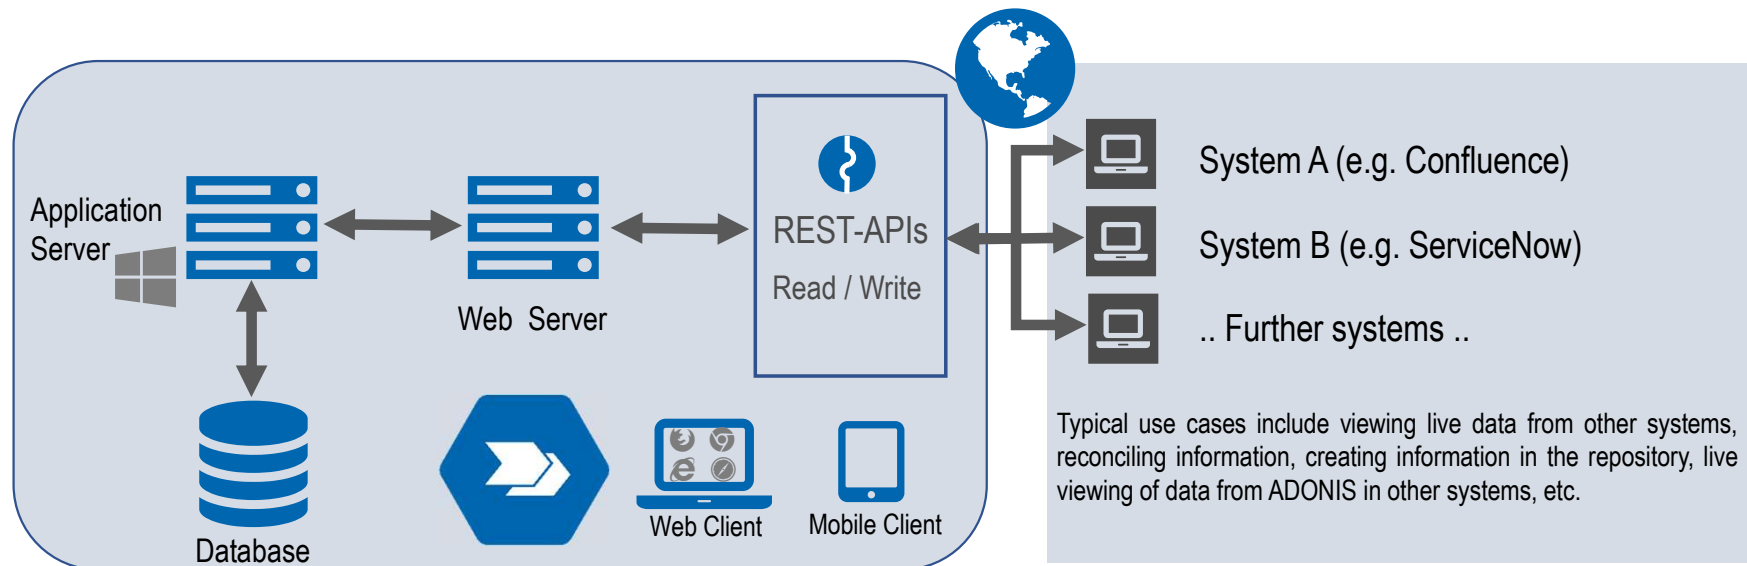 Application
Server
Web Server
Database
REST-APIs
Read / Write
Web Client
Mobile Client
System A (e.g. Confluence)
System B (e.g. ServiceNow)
.. Further systems ..
Typical use cases include viewing live data from other systems,
reconciling information, creating information in the repository, live
viewing of data from ADONIS in other systems, etc.